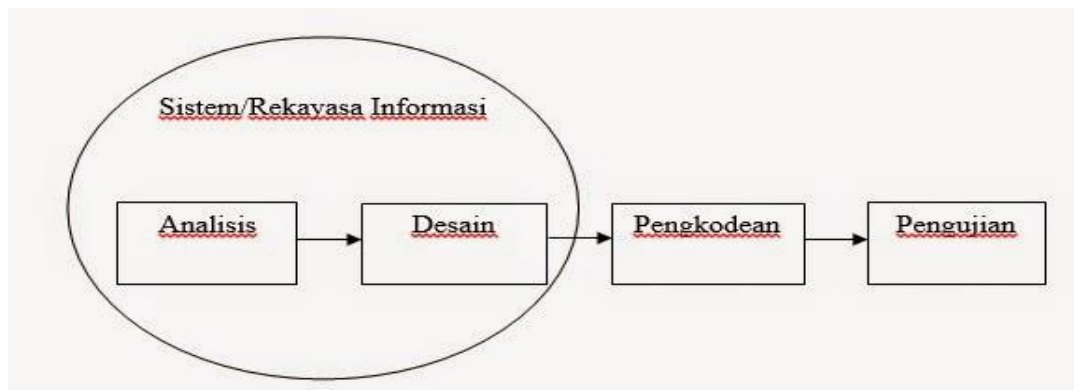 Sistem/Rekayasa Informasi
Analisis
Desain
Pengkodean
Pengujian